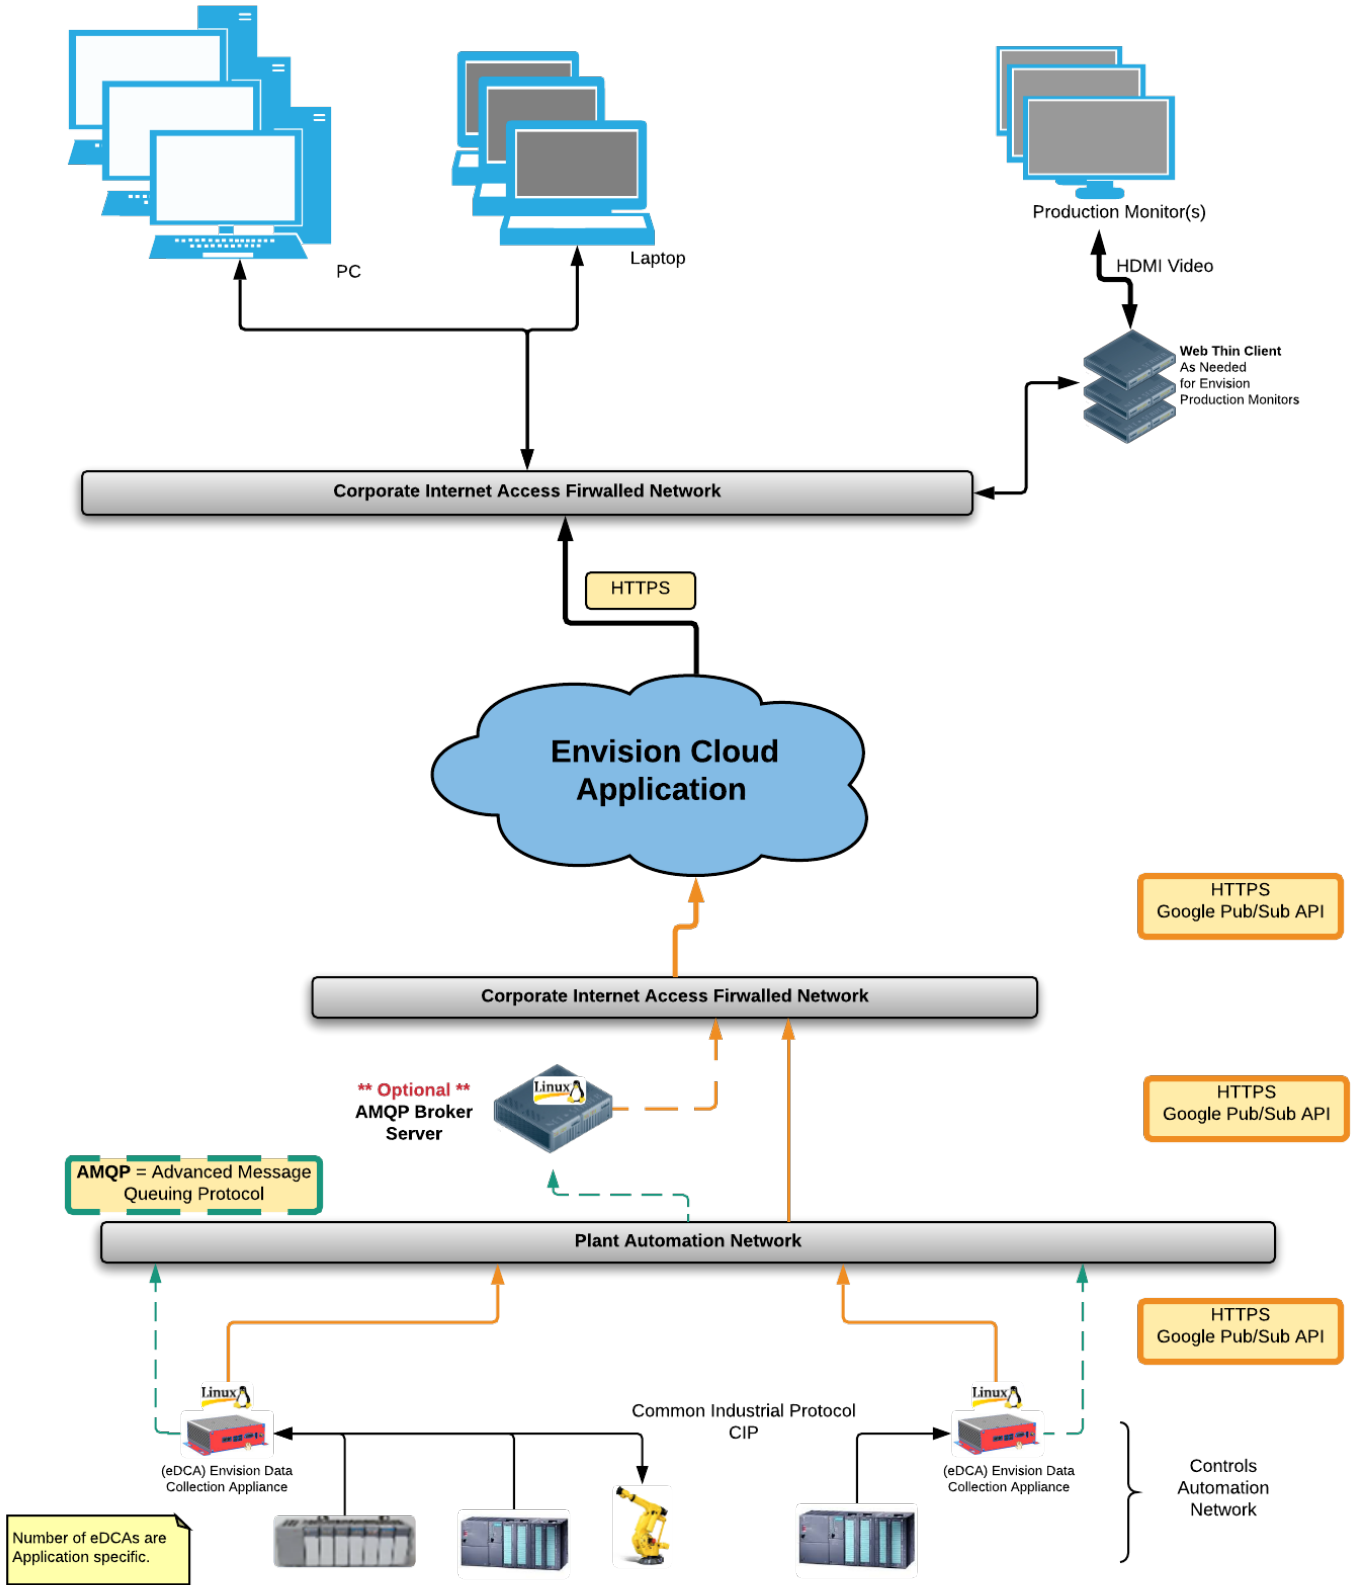 Production Monitor(s)
Laptop
HDMI Video
PC
Web Thin Client
As Needed
for Envision
Production Monitors
Corporate Internet Access Firwalled Network
HTTPS
Envision Cloud
Application
HTTPS
Google Pub/Sub API
Corporate Internet Access Firwalled Network
Linux
** Optional **
AMQP Broker
Server
HTTPS
Google Pub/Sub API
AMQP = Advanced Message
Queuing Protocol
Plant Automation Network
HTTPS
Google Pub/Sub API
Linux
Linux
Common Industrial Protocol
CIP
(eDCA) Envision Data
Collection Appliance
(eDCA) Envision Data
Collection Appliance
Controls
Automation
Network
Number of eDCAs are
Application specific.